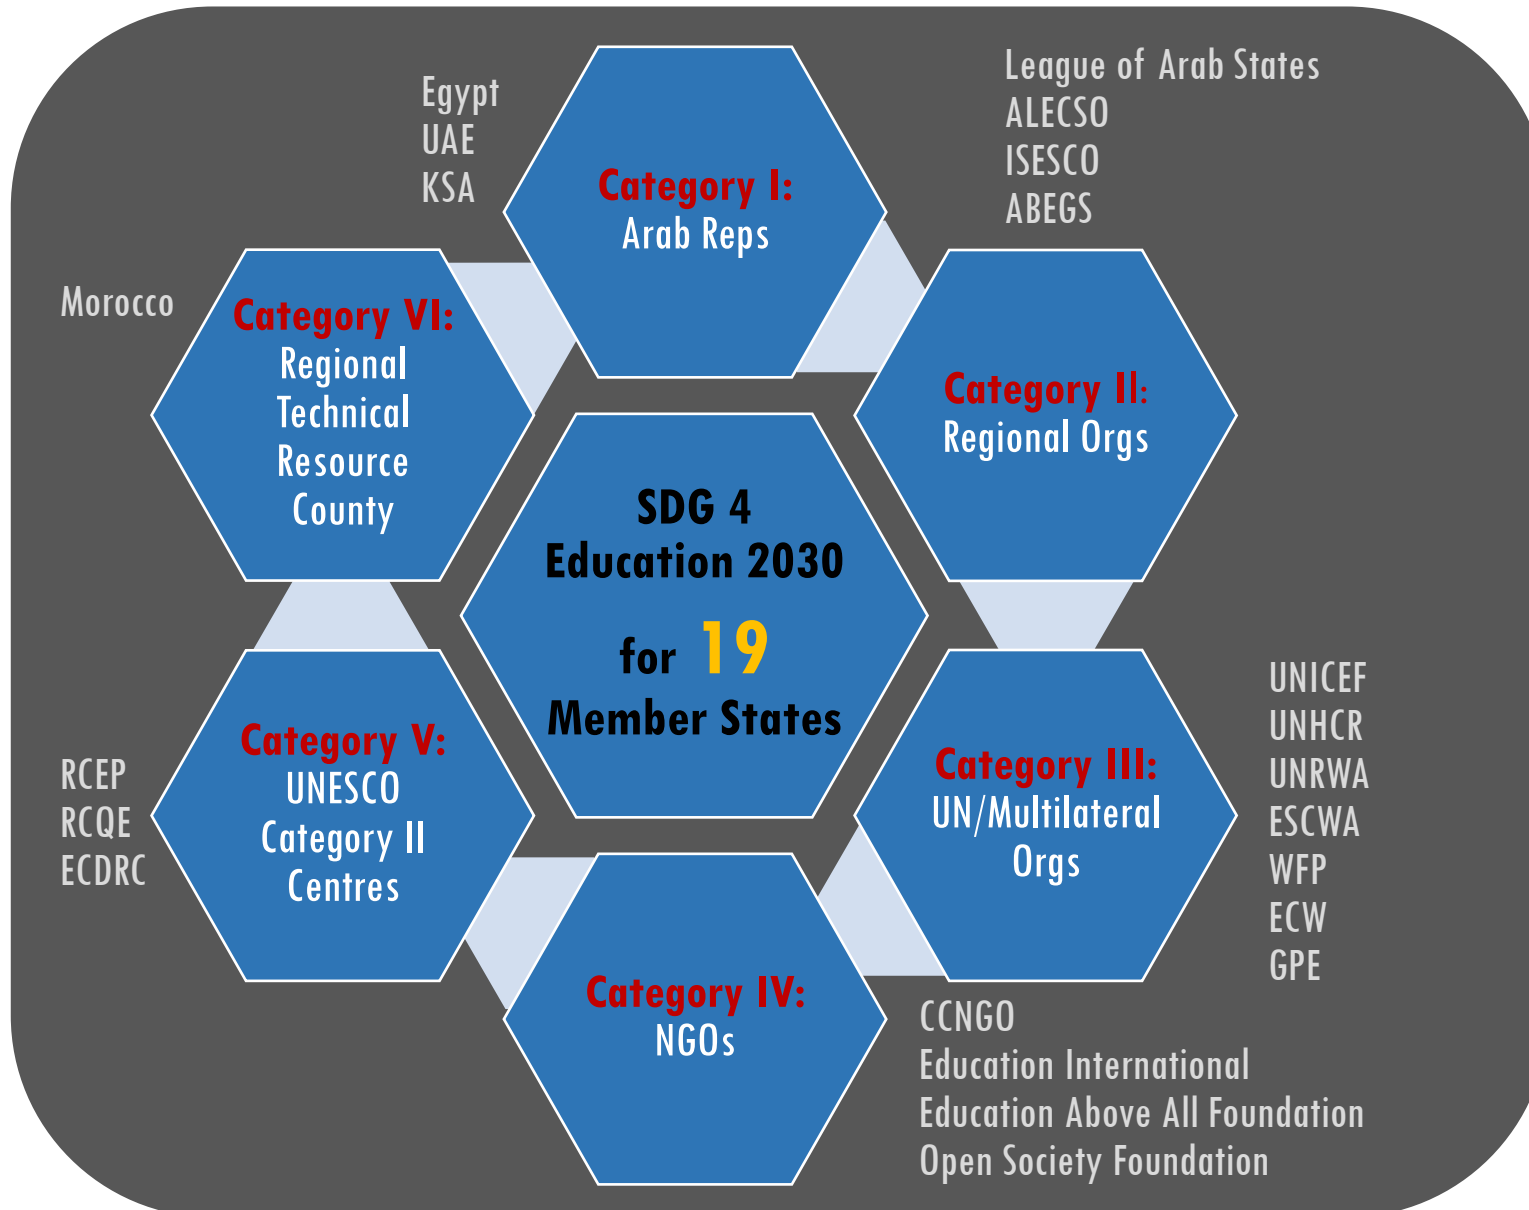 Egypt
UAE
KSA
Category I:
Arab Reps
League of Arab States
ALECSO
ISESCO
ABEGS
Category II:
Regional Orgs
UNICEF
UNHCR
UNRWA
ESCWA
WFP
ECW
GPE
Category III:
UN/Multilateral
Orgs
CCNGO
Education International
Education Above All Foundation
Open Society Foundation
Category IV:
NGOs
RCEP
RCQE
ECDRC
Category V:
UNESCO
Category II
Centres
Morocco
Category VI:
Regional
Technical
Resource
County
SDG 4
Education 2030
for 19
Member States